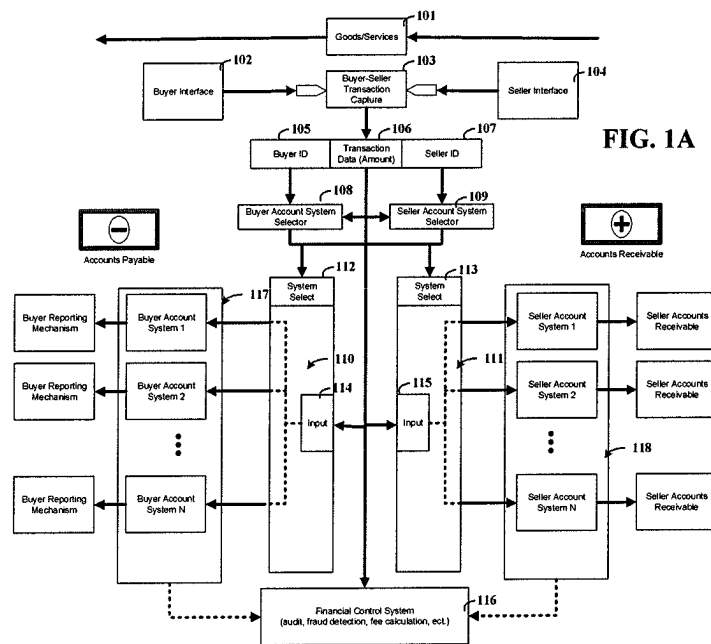 101
Goods/Services
102
103
104
Buyer Interface
Buyer-Seller
Transaction
Capture
Seller Interface
105
106
107
FIG. 1A
Buyer ID
Transaction
Data (Amount)
Seller ID
108
109
Buyer Account System
Selector
Seller Account System
Selector
−
+
Accounts Payable
Accounts Receivable
112
113
117
System
Select
System
Select
Buyer Reporting
Mechanism
Buyer Account
System 1
Seller Account
System 1
Seller Accounts
Receivable
110
111
114
115
Buyer Reporting
Mechanism
Buyer Account
System 2
Input
Input
Seller Account
System 2
Seller Accounts
Receivable
118
Buyer Reporting
Mechanism
Buyer Account
System N
Seller Account
System N
Seller Accounts
Receivable
116
Financial Control System
(audit, fraud detection, fee calculation, ect.)